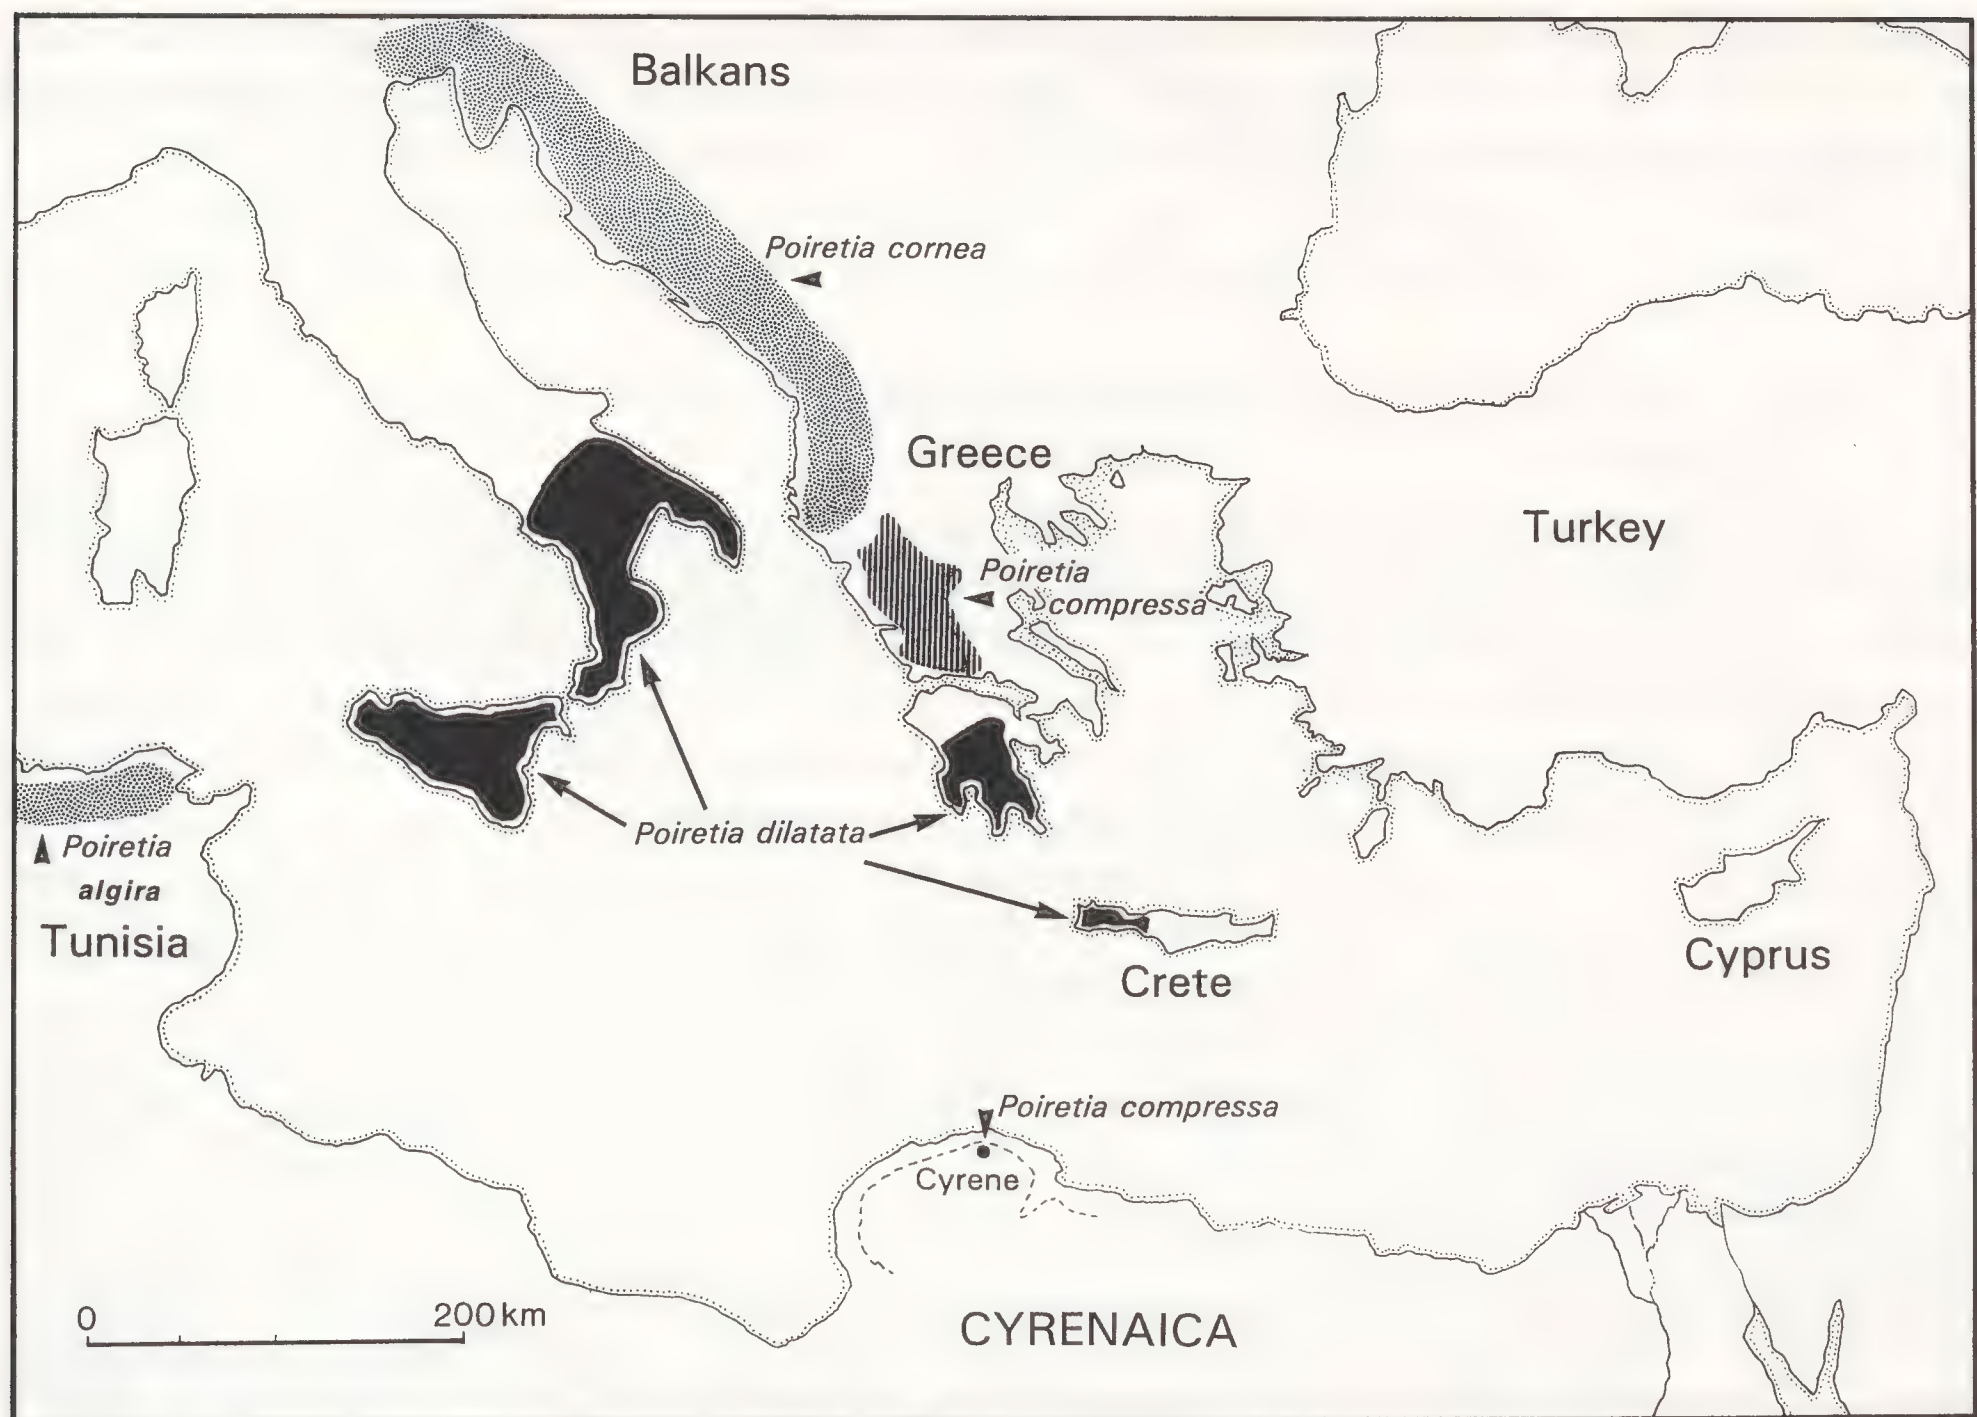 Balkans
Poiretia cornea
Greece
Turkey
Poiretia
compressa
Poiretia dilatata
Poiretia
algira
Tunisia
Crete
Cyprus
Poiretia compressa
Cyrene
0 200 km
CYRENAICA